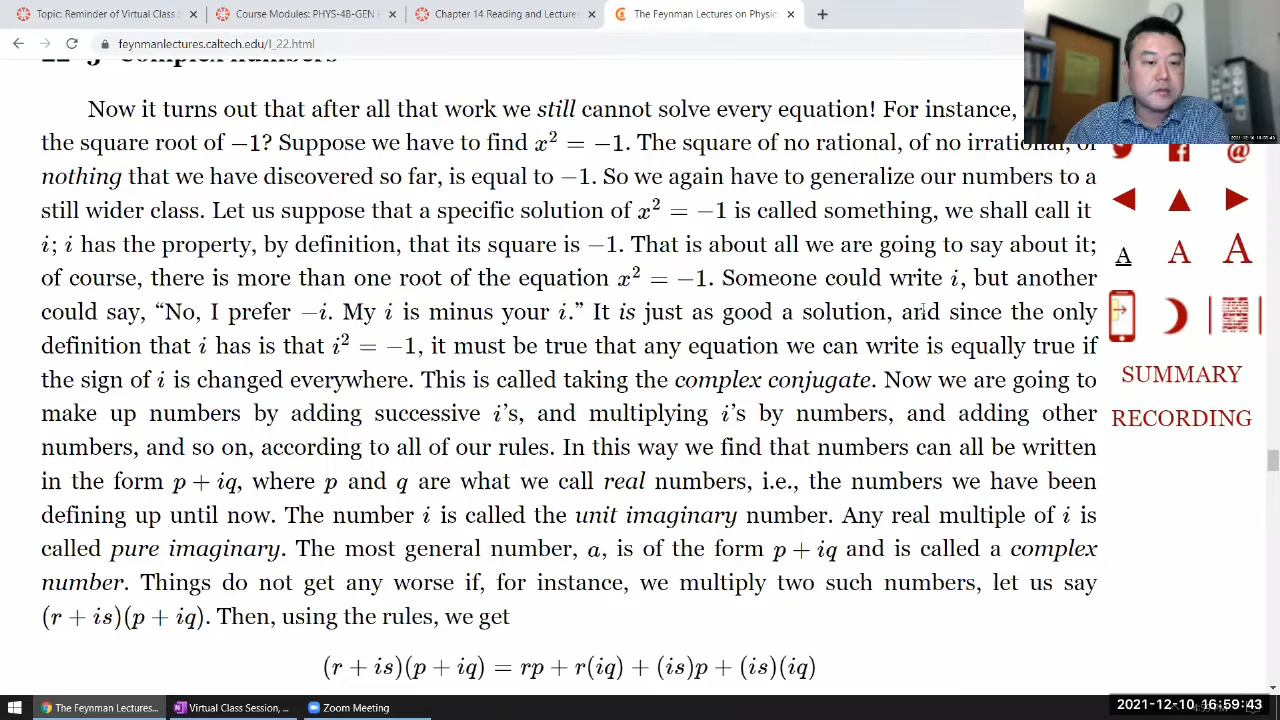 Topic: Reminder of Virtual Class S
Course Modules: PHYS-4B-GEN I
Chapter 14 Reading and Lectures
The Feynman Lectures on Physics
feynmanlectures.caltech.edu/I_22.html
Complex numbers
Now it turns out that after all that work we still cannot solve every equation! For instance,
the square root of −1? Suppose we have to find x² = −1. The square of no rational, of no irrational, or
nothing that we have discovered so far, is equal to −1. So we again have to generalize our numbers to a
still wider class. Let us suppose that a specific solution of x² = −1 is called something, we shall call it
i; i has the property, by definition, that its square is −1. That is about all we are going to say about it;
of course, there is more than one root of the equation x² = −1. Someone could write i, but another
could say, “No, I prefer −i. My i is minus your i.” It is just as good a solution, and since the only
definition that i has is that i² = −1, it must be true that any equation we can write is equally true if
the sign of i is changed everywhere. This is called taking the complex conjugate. Now we are going to
make up numbers by adding successive i’s, and multiplying i’s by numbers, and adding other
numbers, and so on, according to all of our rules. In this way we find that numbers can all be written
in the form p + iq, where p and q are what we call real numbers, i.e., the numbers we have been
defining up until now. The number i is called the unit imaginary number. Any real multiple of i is
called pure imaginary. The most general number, a, is of the form p + iq and is called a complex
number. Things do not get any worse if, for instance, we multiply two such numbers, let us say
(r + is)(p + iq). Then, using the rules, we get
(r + is)(p + iq) = rp + r(iq) + (is)p + (is)(iq)
A A A
SUMMARY
RECORDING
The Feynman Lectures...
Virtual Class Session, ...
Zoom Meeting
2021-12-10 16:59:43